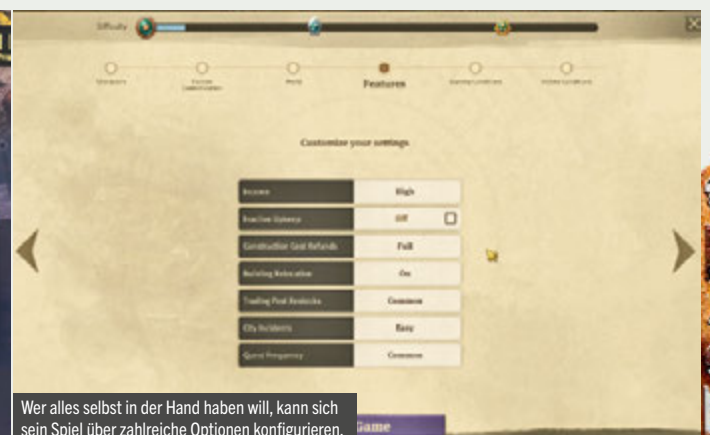 Difficulty
Features
Customize your settings
Income High
Inactive Upkeep Off
Construction Cost Refunds Full
Building Relocation On
Trading Post Restocks Common
City Incidents Easy
Quest Frequency Common
Wer alles selbst in der Hand haben will, kann sich
sein Spiel über zahlreiche Optionen konfigurieren.
Game